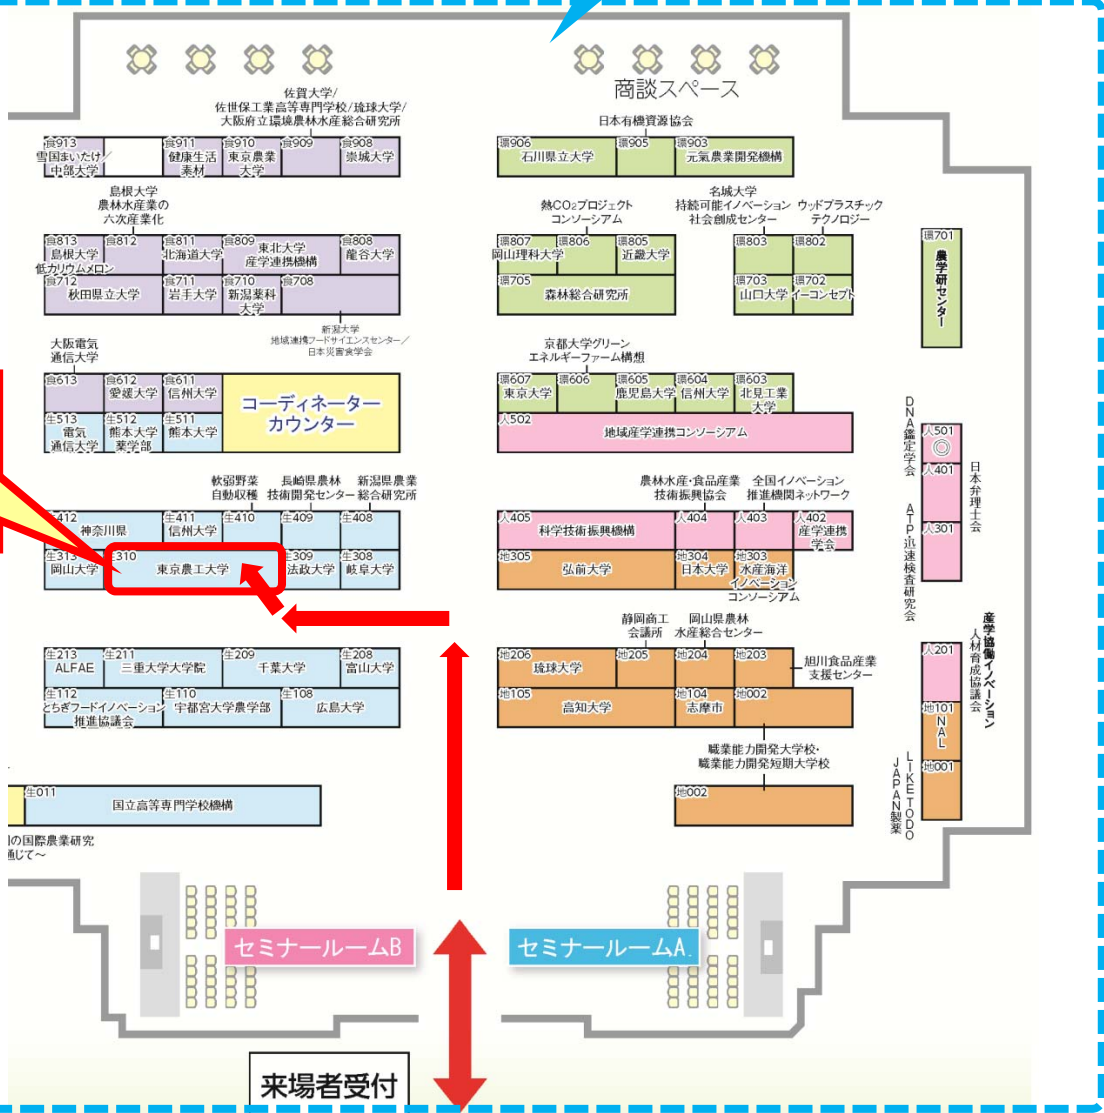 商談スペース
佐賀大学/
佐世保工業高等専門学校/琉球大学/
大阪府立環境農林水産総合研究所
食913
雪国まいたけ/
中部大学
食911
健康生活
素材
食910
東京農業
大学
食909
食908
崇城大学
日本有機資源協会
環906
石川県立大学
環905
環903
元氣農業開発機構
島根大学
農林水産業の
六次産業化
食813
島根大学
低カリウムメロン
食812
食811
北海道大学
食809
東北大学
産学連携機構
食808
龍谷大学
食712
秋田県立大学
食711
岩手大学
食710
新潟薬科
大学
食708
新潟大学
地域連携フードサイエンスセンター/
日本災害食学会
熱CO₂プロジェクト
コンソーシアム
名城大学
持続可能イノベーション
社会創成センター
ウッドプラスチック
テクノロジー
環807
岡山理科大学
環806
環805
近畿大学
環803
環802
環705
森林総合研究所
環703
山口大学
環702
イーコンセプト
環701
農学研センター
大阪電気
通信大学
食613
食612
愛媛大学
食611
信州大学
コーディネーター
カウンター
生513
電気
通信大学
生512
熊本大学
薬学部
生511
熊本大学
京都大学グリーン
エネルギーファーム構想
環607
東京大学
環606
環605
鹿児島大学
環604
信州大学
環603
北見工業
大学
人502
地域産学連携コンソーシアム
DNA鑑定学会
人501
◎
人401
人301
日本弁理士会
ATP・迅速検査研究会
軟弱野菜
自動収穫
長崎県農林
技術開発センター
新潟県農業
総合研究所
生412
神奈川県
生411
信州大学
生410
生409
生408
生313
岡山大学
310
東京農工大学
生309
法政大学
生308
岐阜大学
農林水産・食品産業
技術振興協会
全国イノベーション
推進機関ネットワーク
人405
科学技術振興機構
人404
人403
人402
産学連携
学会
地305
弘前大学
地304
日本大学
地303
水産海洋
イノベーション
コンソーシアム
生213
ALFAE
生211
三重大学大学院
生209
千葉大学
生208
富山大学
生112
とちぎフードイノベーション
推進協議会
生110
宇都宮大学農学部
生108
広島大学
静岡商工
会議所
岡山県農林
水産総合センター
地206
琉球大学
地205
地204
地203
旭川食品産業
支援センター
地105
高知大学
地104
志摩市
地002
職業能力開発大学校・
職業能力開発短期大学校
地002
産学協働イノベーション
人材育成協議会
人201
地101
NAL
地001
LIKETODO
JAPAN製薬
生011
国立高等専門学校機構
の国際農業研究
通じて～
セミナールームB
セミナールームA.
来場者受付